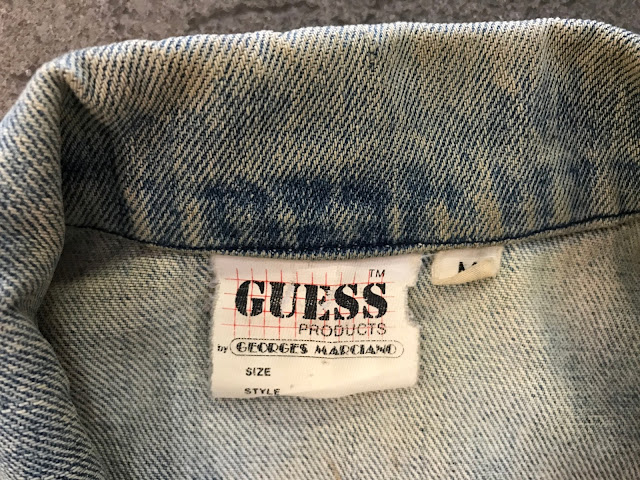 TM
GUESS
PRODUCTS
by GEORGES MARCIANO
SIZE
STYLE
M